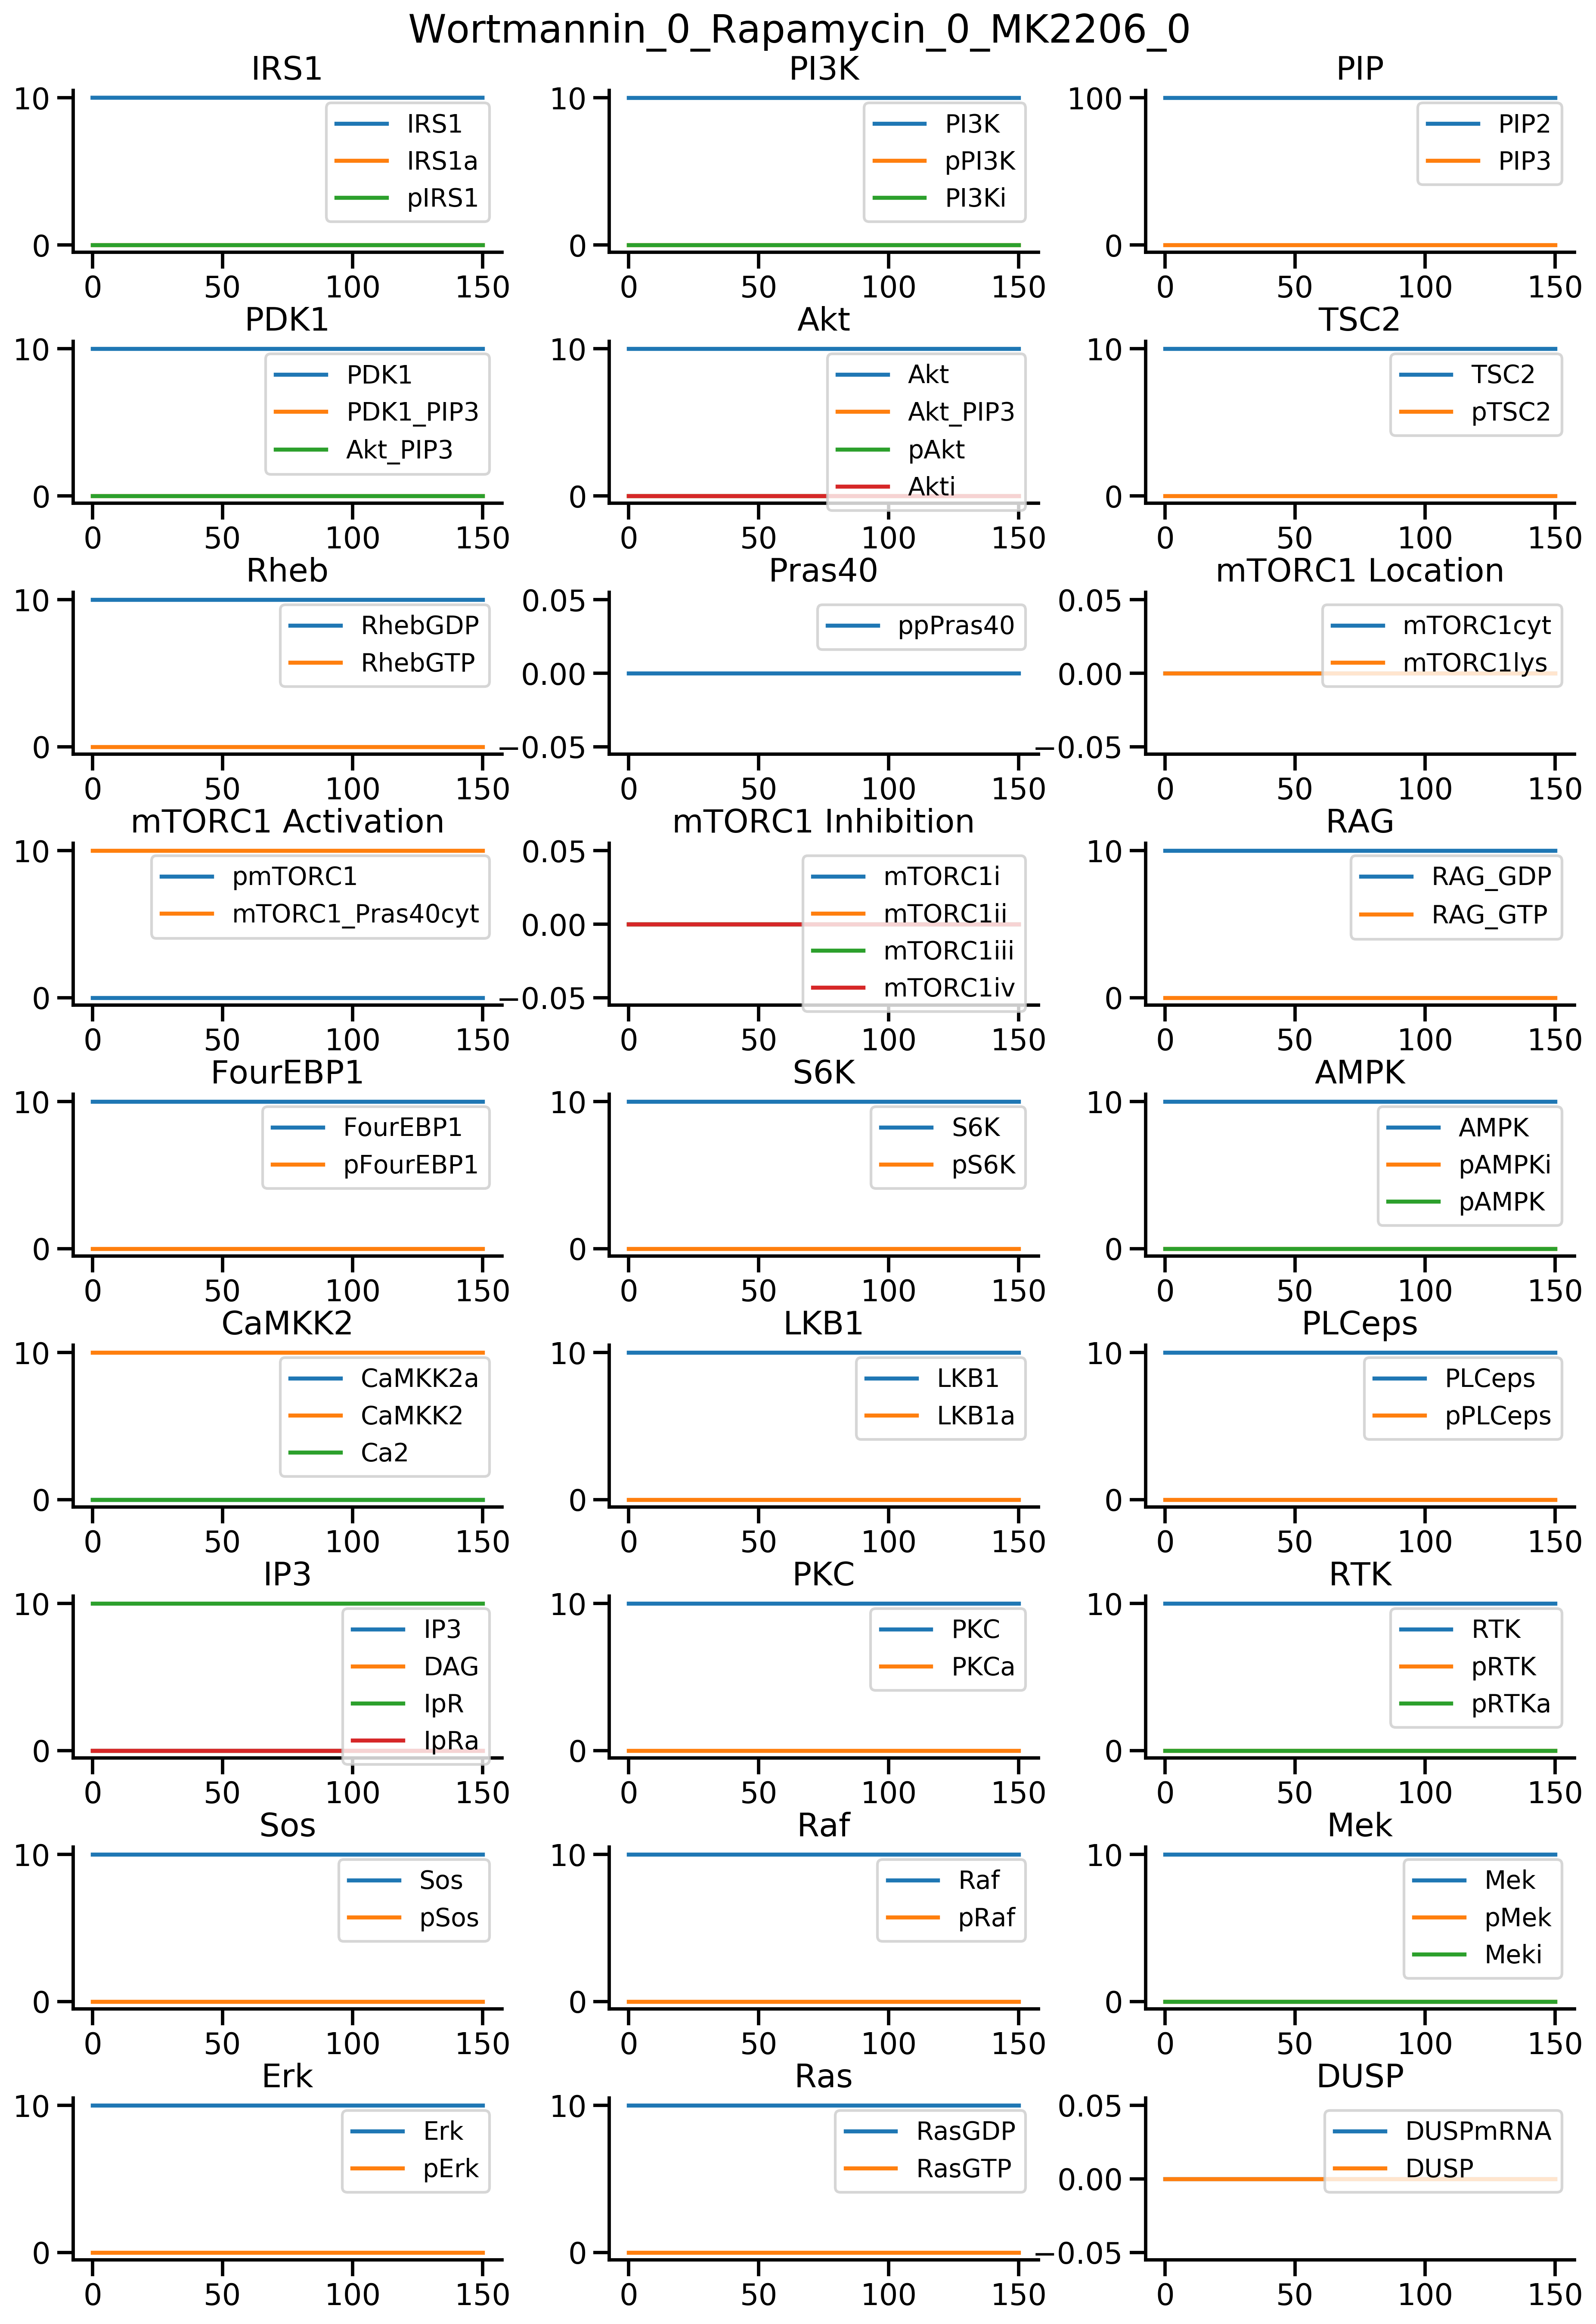 Wortmannin_0_Rapamycin_0_MK2206_0
IRS1 PI3K PIP
10 10 100
IRS1 PI3K PIP2
IRS1a pPI3K PIP3
pIRS1 PI3Ki
0 0 0
0 50 100 150 0 50 100 150 0 50 100 150
PDK1 Akt TSC2
10 10 10
PDK1 Akt TSC2
PDK1_PIP3 Akt_PIP3 pTSC2
Akt_PIP3 pAkt
Akti
0 0 0
0 50 100 150 0 50 100 150 0 50 100 150
Rheb Pras40 mTORC1 Location
10 0.05 0.05
RhebGDP ppPras40 mTORC1cyt
RhebGTP mTORC1lys
0.00 0.00
0 −0.05 −0.05
0 50 100 150 0 50 100 150 0 50 100 150
mTORC1 Activation mTORC1 Inhibition RAG
10 0.05 10
pmTORC1 mTORC1i RAG_GDP
mTORC1_Pras40cyt mTORC1ii RAG_GTP
0.00
mTORC1iii
mTORC1iv
0 −0.05 0
0 50 100 150 0 50 100 150 0 50 100 150
FourEBP1 S6K AMPK
10 10 10
FourEBP1 S6K AMPK
pFourEBP1 pS6K pAMPKi
pAMPK
0 0 0
0 50 100 150 0 50 100 150 0 50 100 150
CaMKK2 LKB1 PLCeps
10 10 10
CaMKK2a LKB1 PLCeps
CaMKK2 LKB1a pPLCeps
Ca2
0 0 0
0 50 100 150 0 50 100 150 0 50 100 150
IP3 PKC RTK
10 10 10
IP3 PKC RTK
DAG PKCa pRTK
IpR pRTKa
IpRa
0 0 0
0 50 100 150 0 50 100 150 0 50 100 150
Sos Raf Mek
10 10 10
Sos Raf Mek
pSos pRaf pMek
Meki
0 0 0
0 50 100 150 0 50 100 150 0 50 100 150
Erk Ras DUSP
10 10 0.05
Erk RasGDP DUSPmRNA
pErk RasGTP DUSP
0.00
0 0 −0.05
0 50 100 150 0 50 100 150 0 50 100 150